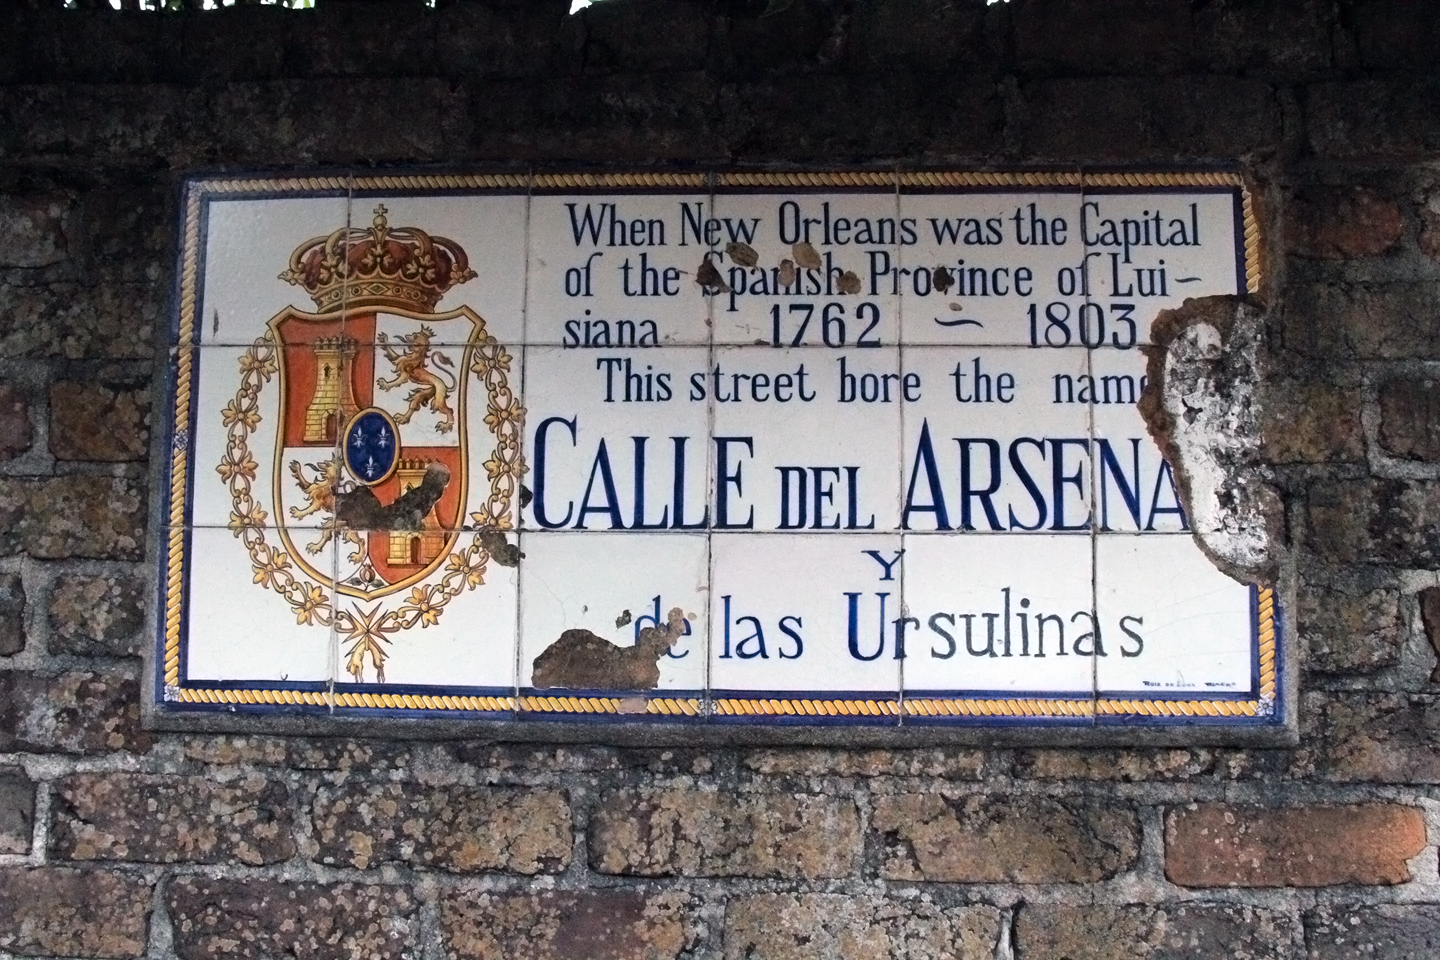 When New Orleans was the Capital
of the Spanish Province of Lui-
siana 1762 ~ 1803
This street bore the name
CALLE DEL ARSENA
Y
de las Ursulinas